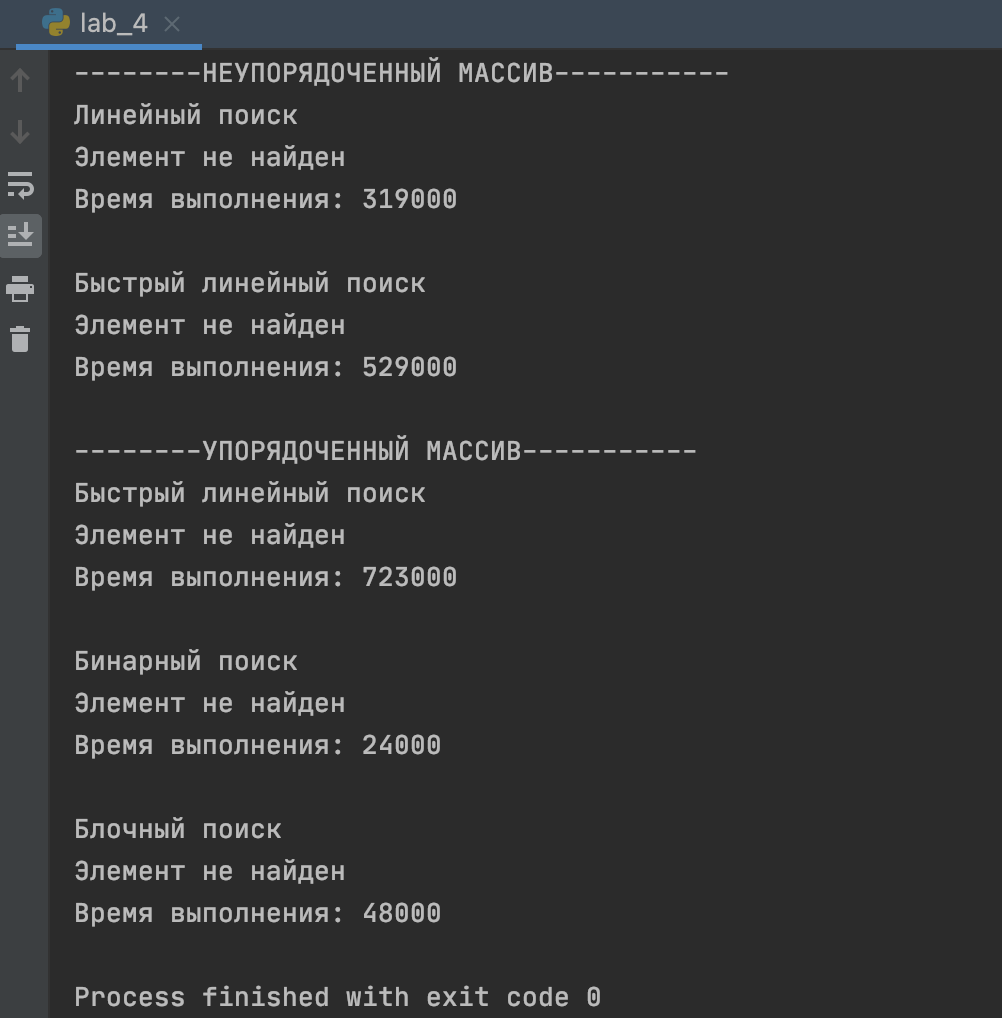 lab_4
--------НЕУПОРЯДОЧЕННЫЙ МАССИВ-----------
Линейный поиск
Элемент не найден
Время выполнения: 319000
Быстрый линейный поиск
Элемент не найден
Время выполнения: 529000
--------УПОРЯДОЧЕННЫЙ МАССИВ-----------
Быстрый линейный поиск
Элемент не найден
Время выполнения: 723000
Бинарный поиск
Элемент не найден
Время выполнения: 24000
Блочный поиск
Элемент не найден
Время выполнения: 48000
Process finished with exit code 0